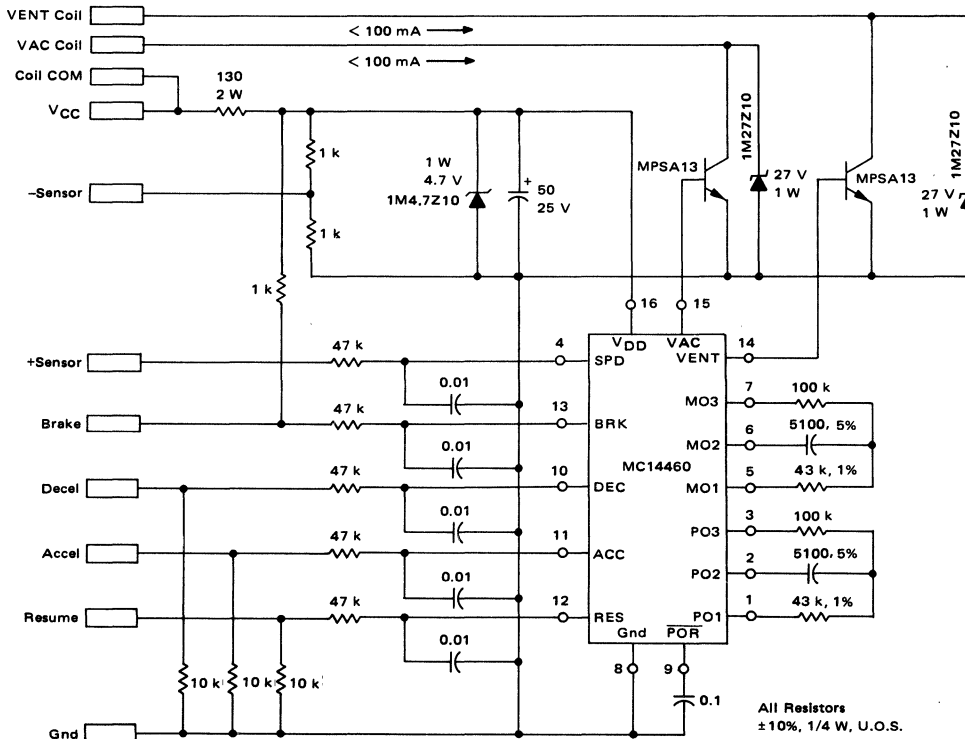 VENT Coil
< 100 mA
VAC Coil
< 100 mA
Coil COM
130
2 W
VCC
1 k
1 W
4.7 V
1M4,7Z10
+
50
25 V
MPSA13
1M27Z10
27 V
1 W
MPSA13
1M27Z10
27 V
1 W
-Sensor
1 k
1 k
16
15
VDD
VAC
+Sensor
47 k
4
SPD
VENT
14
0.01
7
100 k
MO3
Brake
47 k
13
BRK
6
5100, 5%
MO2
0.01
MC14460
Decel
47 k
10
DEC
5
43 k, 1%
MO1
0.01
3
100 k
PO3
Accel
47 k
11
ACC
2
5100, 5%
PO2
0.01
Resume
47 k
12
RES
1
43 k, 1%
PO1
0.01
Gnd
POR
8
9
10 k
10 k
10 k
0.1
All Resistors
±10%, 1/4 W, U.O.S.
Gnd